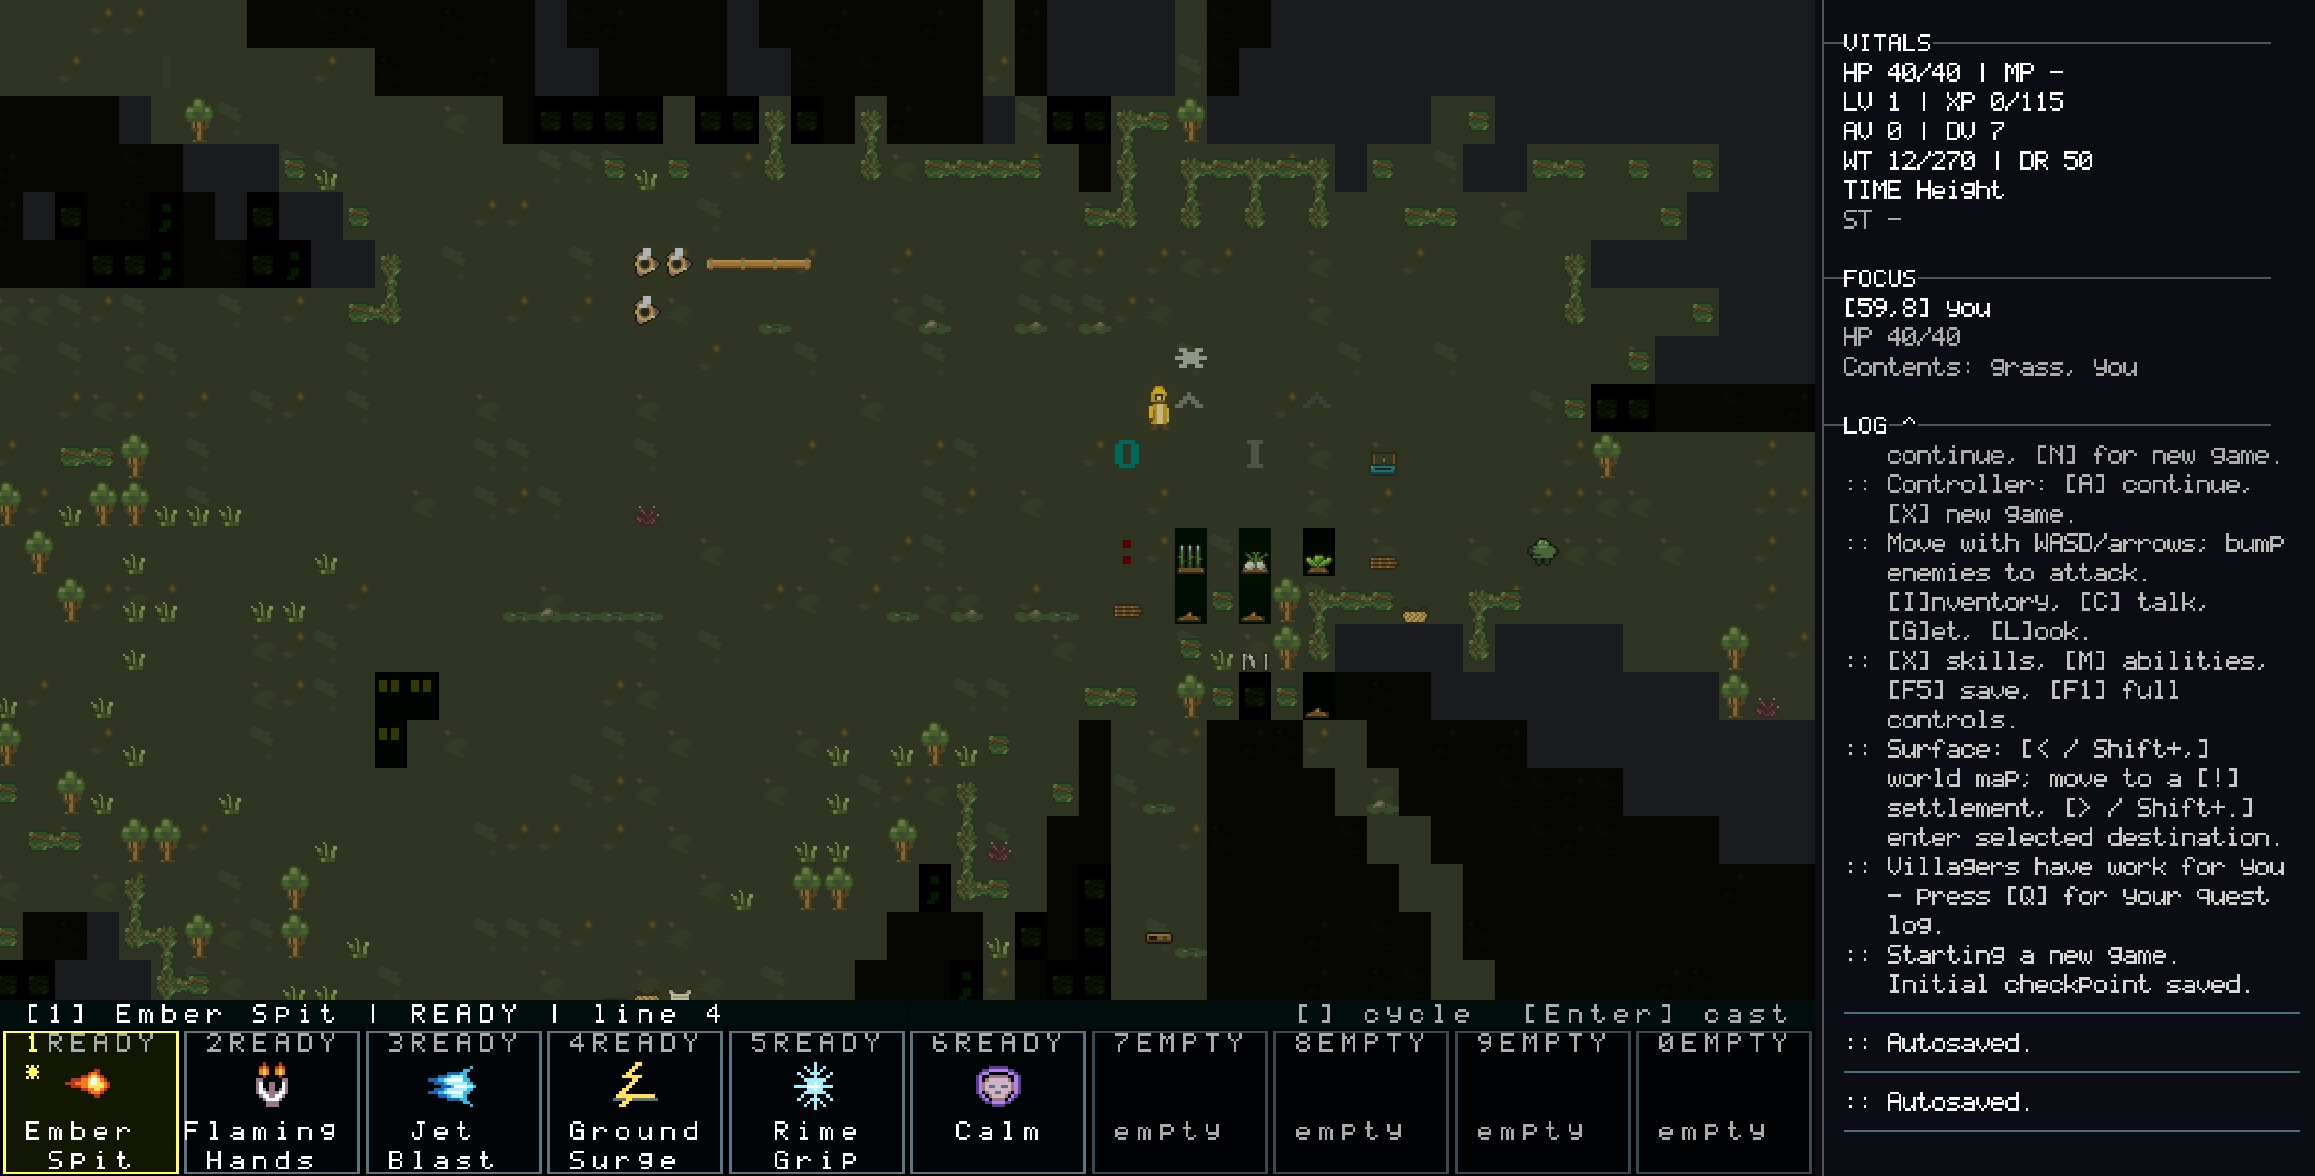 VITALS
HP 40/40 | MP -
LV 1 | XP 0/115
AV 0 | DV 7
WT 12/270 | DR 50
TIME Height
ST -
FOCUS
[59,8] You
HP 40/40
Contents: grass, You
LOG ^
continue, [N] for new game.
:: Controller: [A] continue,
[X] new game.
:: Move with WASD/arrows; bump
enemies to attack.
[I]nventory, [C] talk,
[G]et, [L]ook.
:: [X] skills, [M] abilities,
[F5] save, [F1] full
controls.
:: Surface: [< / Shift+,]
world map; move to a [!]
settlement, [> / Shift+.]
enter selected destination.
:: Villagers have work for you
- press [Q] for your quest
log.
:: Starting a new game.
Initial checkpoint saved.
:: Autosaved.
:: Autosaved.
[1] Ember Spit | READY | line 4
[] cycle [Enter] cast
1READY
* Ember
Spit
2READY
Flaming
Hands
3READY
Jet
Blast
4READY
Ground
Surge
5READY
Rime
Grip
6READY
Calm
7EMPTY
empty
8EMPTY
empty
9EMPTY
empty
0EMPTY
empty